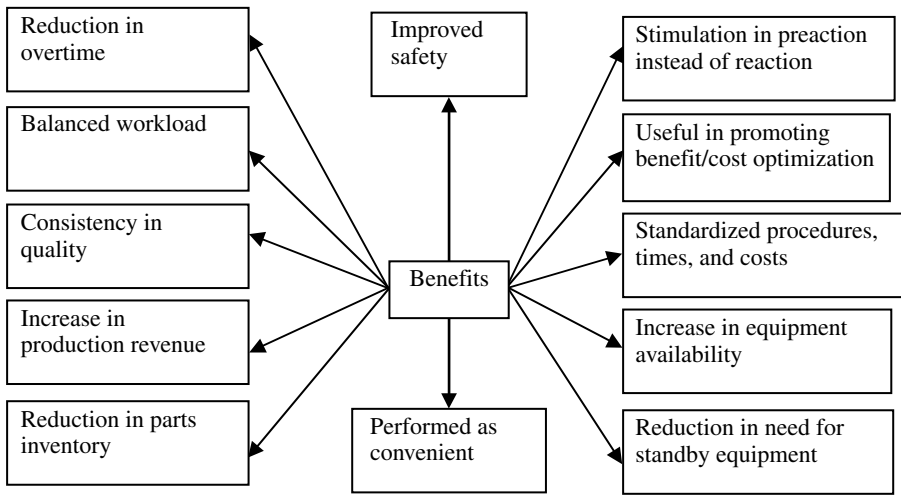 Reduction in
overtime
Balanced workload
Consistency in
quality
Increase in
production revenue
Reduction in parts
inventory
Improved
safety
Benefits
Performed as
convenient
Stimulation in preaction
instead of reaction
Useful in promoting
benefit/cost optimization
Standardized procedures,
times, and costs
Increase in equipment
availability
Reduction in need for
standby equipment